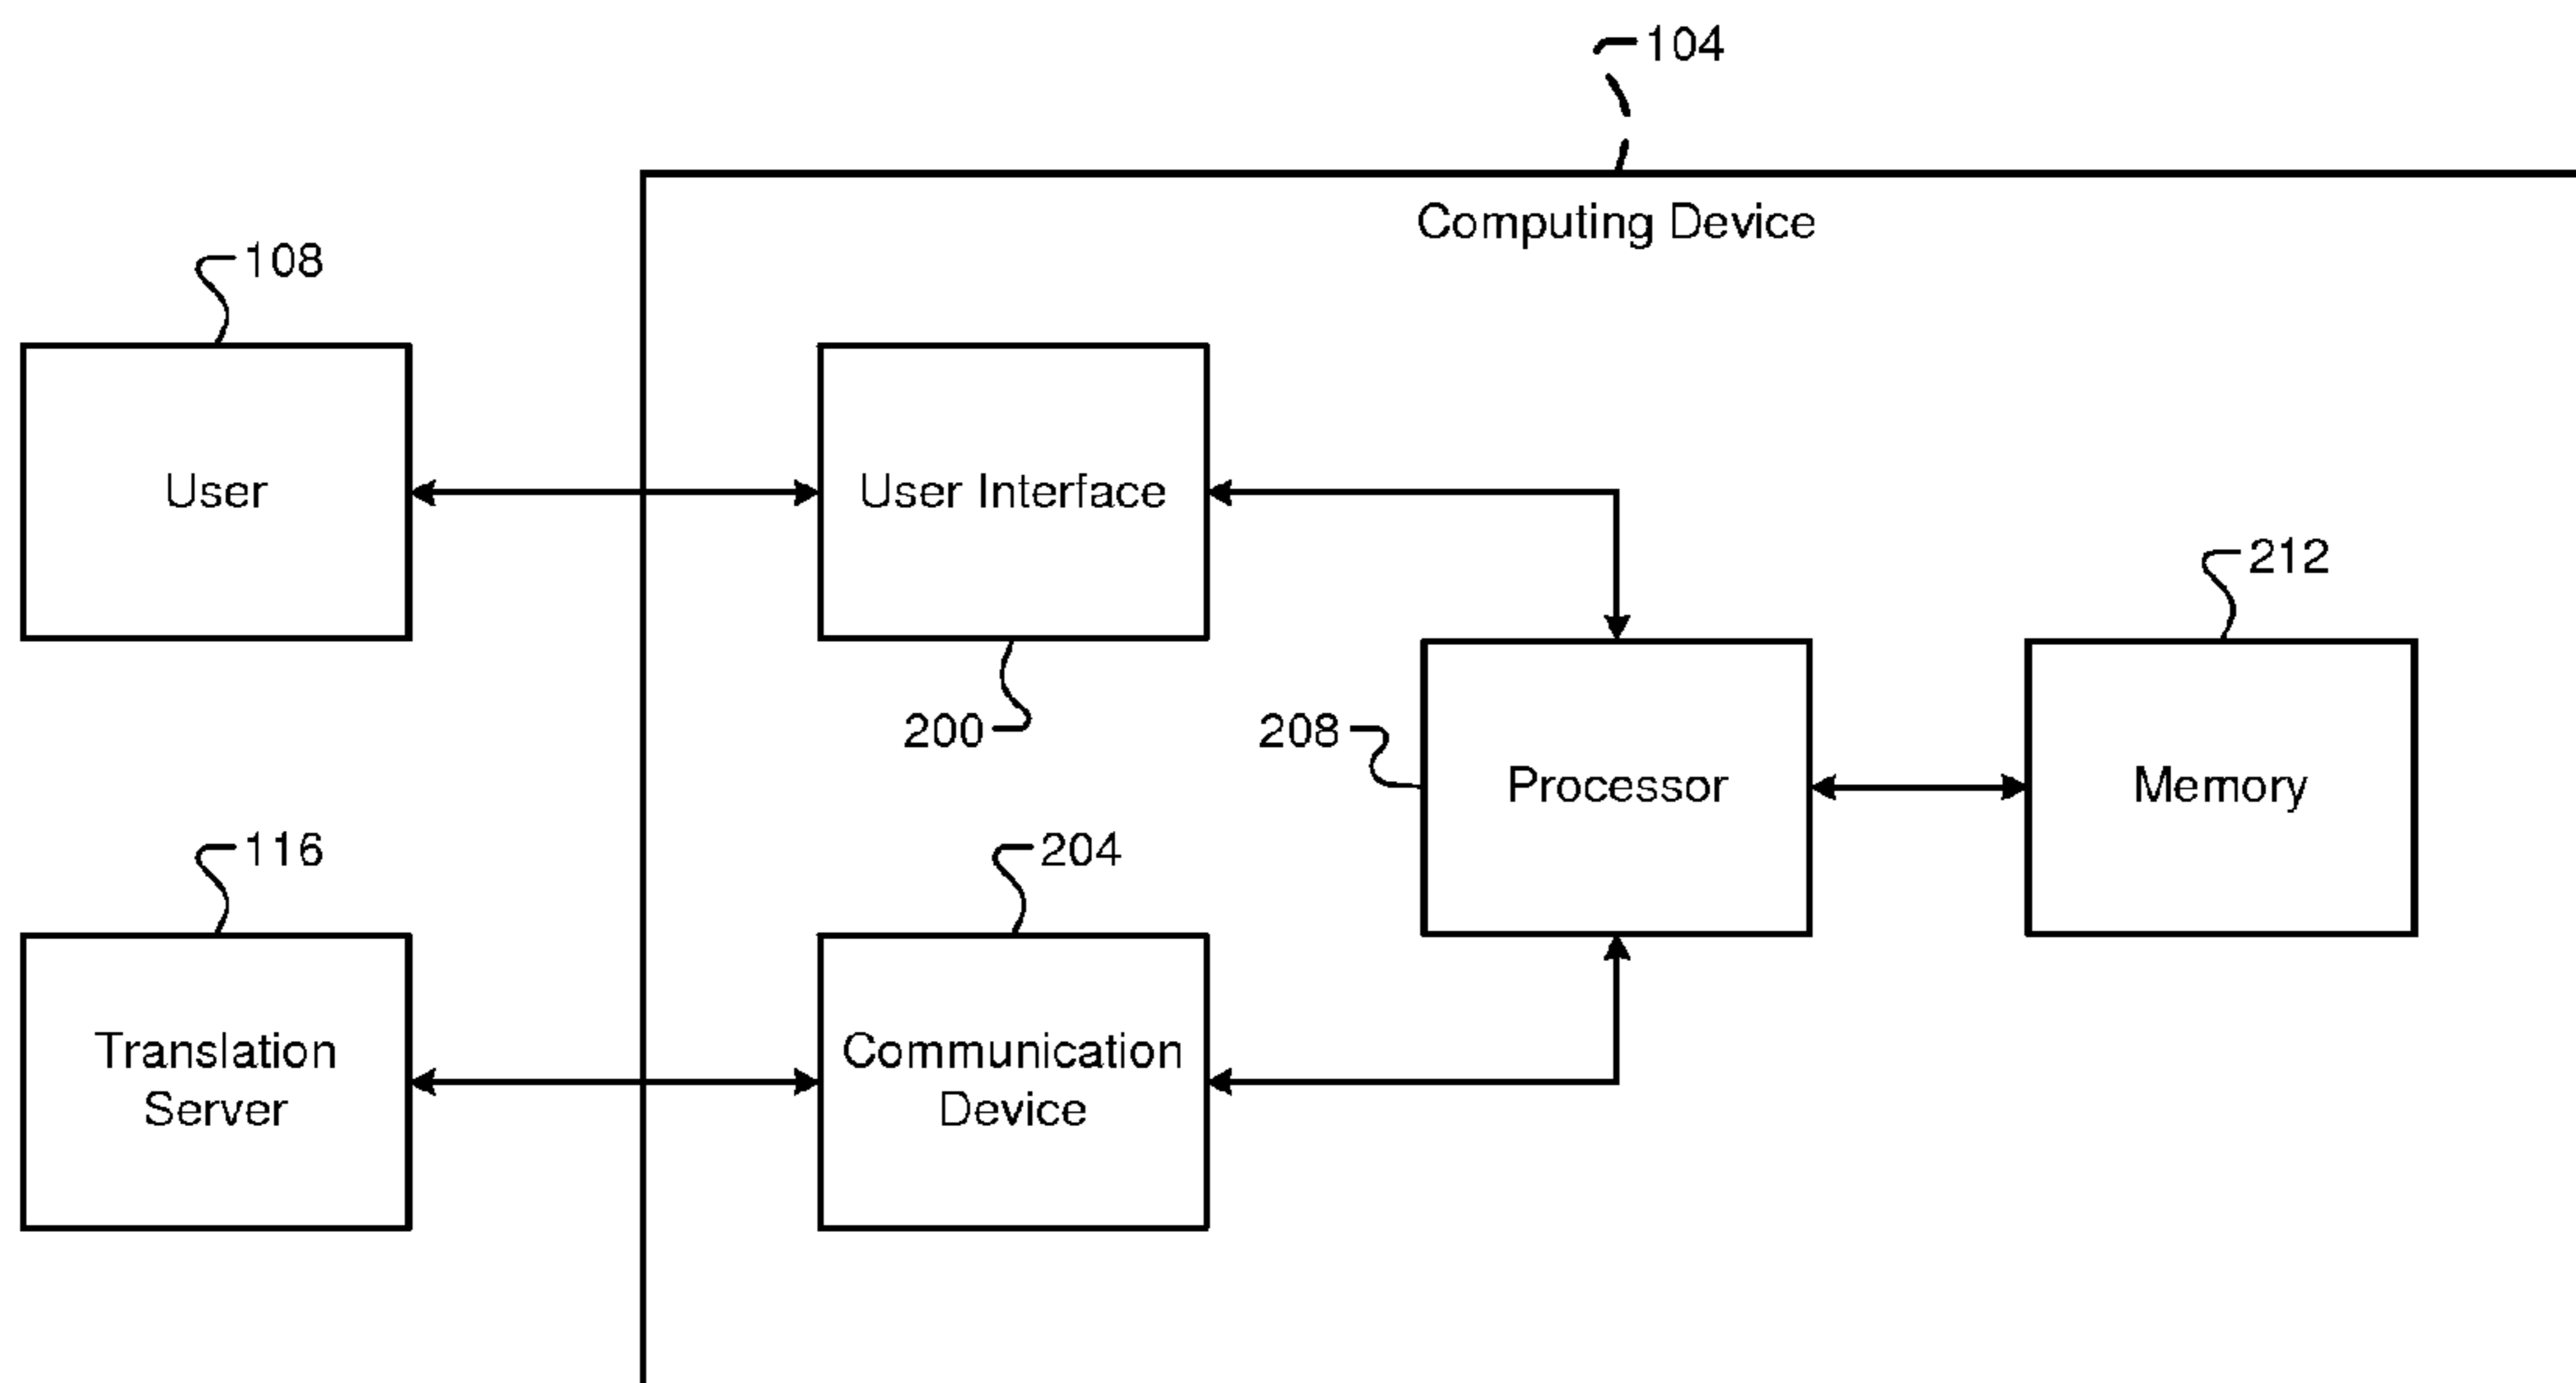 104
Computing Device
108
User
User Interface
212
200
208
Processor
Memory
116
204
Translation
Server
Communication
Device